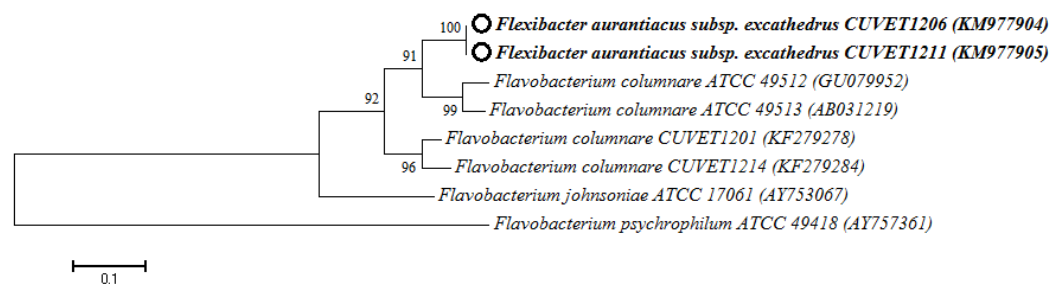 100
Flexibacter aurantiacus subsp. excathedrus CUVET1206 (KM977904)
Flexibacter aurantiacus subsp. excathedrus CUVET1211 (KM977905)
91
Flavobacterium columnare ATCC 49512 (GU079952)
92
99
Flavobacterium columnare ATCC 49513 (AB031219)
Flavobacterium columnare CUVET1201 (KF279278)
96
Flavobacterium columnare CUVET1214 (KF279284)
Flavobacterium johnsoniae ATCC 17061 (AY753067)
Flavobacterium psychrophilum ATCC 49418 (AY757361)
0.1